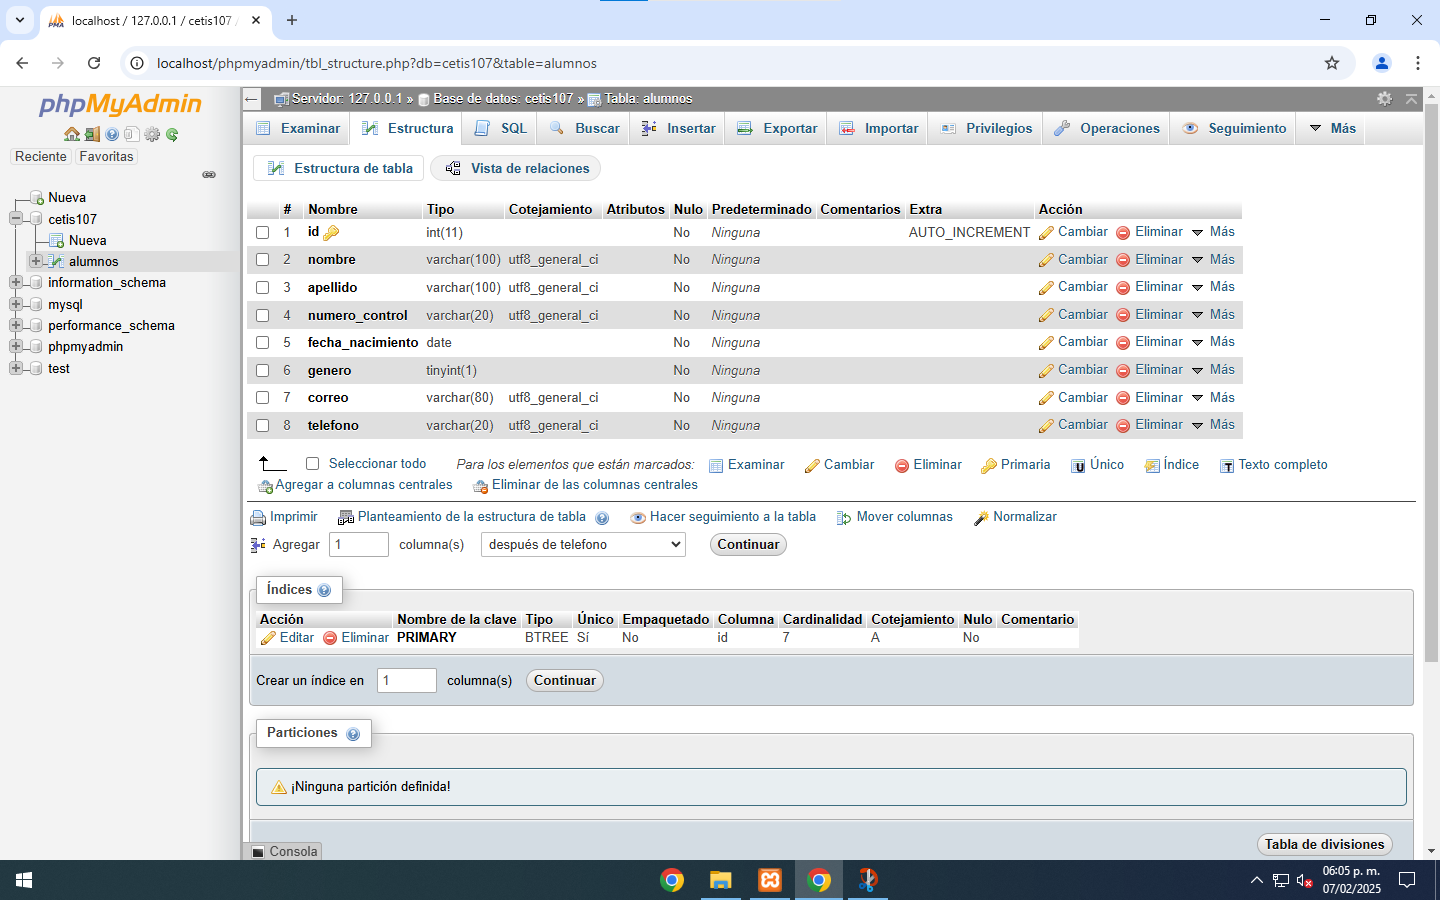 localhost / 127.0.0.1 / cetis107
localhost/phpmyadmin/tbl_structure.php?db=cetis107&table=alumnos
phpMyAdmin
Reciente Favoritas
Nueva
cetis107
Nueva
alumnos
information_schema
mysql
performance_schema
phpmyadmin
test
Servidor: 127.0.0.1 » Base de datos: cetis107 » Tabla: alumnos
Examinar Estructura SQL Buscar Insertar Exportar Importar Privilegios Operaciones Seguimiento Más
Estructura de tabla Vista de relaciones
# Nombre Tipo Cotejamiento Atributos Nulo Predeterminado Comentarios Extra Acción
1 id int(11) No Ninguna AUTO_INCREMENT Cambiar Eliminar Más
2 nombre varchar(100) utf8_general_ci No Ninguna Cambiar Eliminar Más
3 apellido varchar(100) utf8_general_ci No Ninguna Cambiar Eliminar Más
4 numero_control varchar(20) utf8_general_ci No Ninguna Cambiar Eliminar Más
5 fecha_nacimiento date No Ninguna Cambiar Eliminar Más
6 genero tinyint(1) No Ninguna Cambiar Eliminar Más
7 correo varchar(80) utf8_general_ci No Ninguna Cambiar Eliminar Más
8 telefono varchar(20) utf8_general_ci No Ninguna Cambiar Eliminar Más
Seleccionar todo Para los elementos que están marcados: Examinar Cambiar Eliminar Primaria Único Índice Texto completo
Agregar a columnas centrales Eliminar de las columnas centrales
Imprimir Planteamiento de la estructura de tabla Hacer seguimiento a la tabla Mover columnas Normalizar
Agregar 1 columna(s) después de telefono Continuar
Índices
Acción Nombre de la clave Tipo Único Empaquetado Columna Cardinalidad Cotejamiento Nulo Comentario
Editar Eliminar PRIMARY BTREE Sí No id 7 A No
Crear un índice en 1 columna(s) Continuar
Particiones
¡Ninguna partición definida!
Tabla de divisiones
Consola
06:05 p. m.
07/02/2025